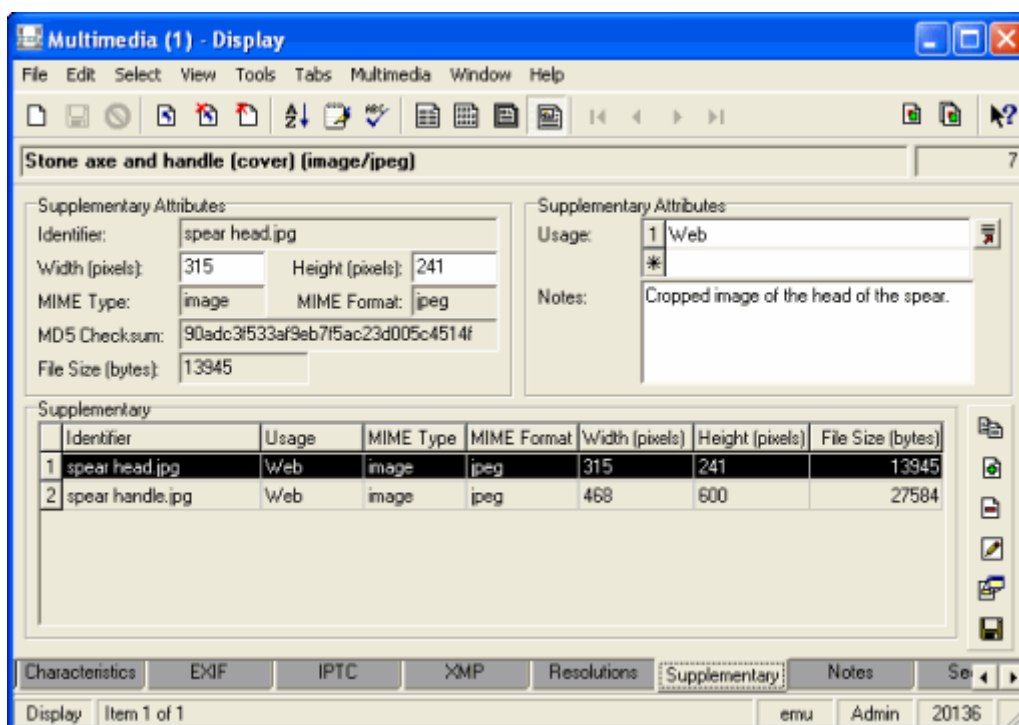 Multimedia (1) - Display
File Edit Select View Tools Tabs Multimedia Window Help
Stone axe and handle (cover) (image/jpeg) 7
Supplementary Attributes
Identifier: spear head.jpg
Width (pixels): 315 Height (pixels): 241
MIME Type: image MIME Format: jpeg
MD5 Checksum: 90adc3f533af9eb7f5ac23d005c4514f
File Size (bytes): 13945
Supplementary Attributes
Usage: 1 Web
Notes: Cropped image of the head of the spear.
Supplementary
Identifier Usage MIME Type MIME Format Width (pixels) Height (pixels) File Size (bytes)
1 spear head.jpg Web image jpeg 315 241 13945
2 spear handle.jpg Web image jpeg 468 600 27584
Characteristics EXIF IPTC XMP Resolutions Supplementary Notes Se
Display Item 1 of 1 emu Admin 20136